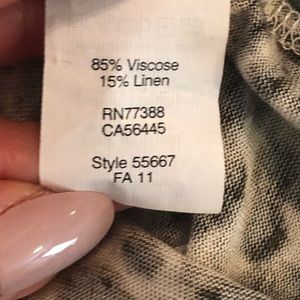 85% Viscose
15% Linen
RN77388
CA56445
Style 55667
FA 11